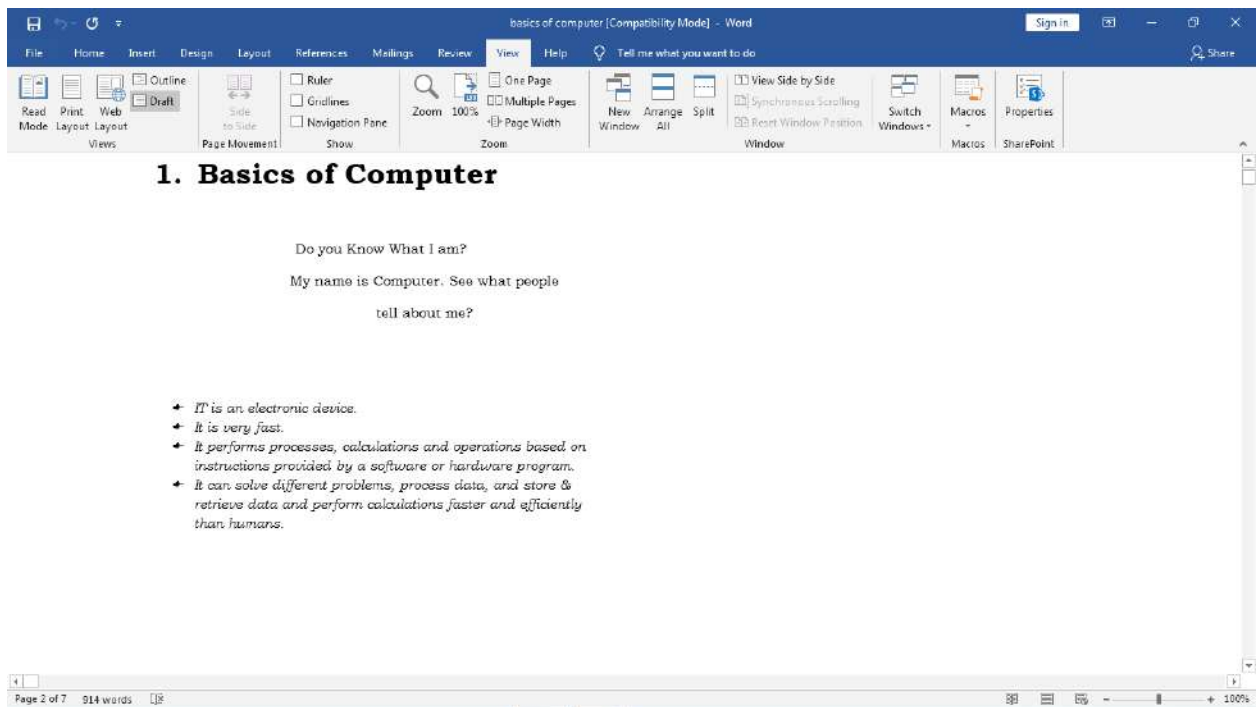 basics of computer [Compatibility Mode] - Word
Sign in
File Home Insert Design Layout References Mailings Review View Help Tell me what you want to do Share
Read Mode
Print Layout
Web Layout
Outline
Draft
Views
Side to Side
Page Movement
Ruler
Gridlines
Navigation Pane
Show
Zoom
100%
One Page
Multiple Pages
Page Width
Zoom
New Window
Arrange All
Split
View Side by Side
Synchronous Scrolling
Reset Window Position
Window
Switch Windows
Macros
Macros
Properties
SharePoint
1. Basics of Computer
Do you Know What I am?
My name is Computer. See what people
tell about me?
IT is an electronic device.
It is very fast.
It performs processes, calculations and operations based on
instructions provided by a software or hardware program.
It can solve different problems, process data, and store &
retrieve data and perform calculations faster and efficiently
than humans.
Page 2 of 7 914 words
100%